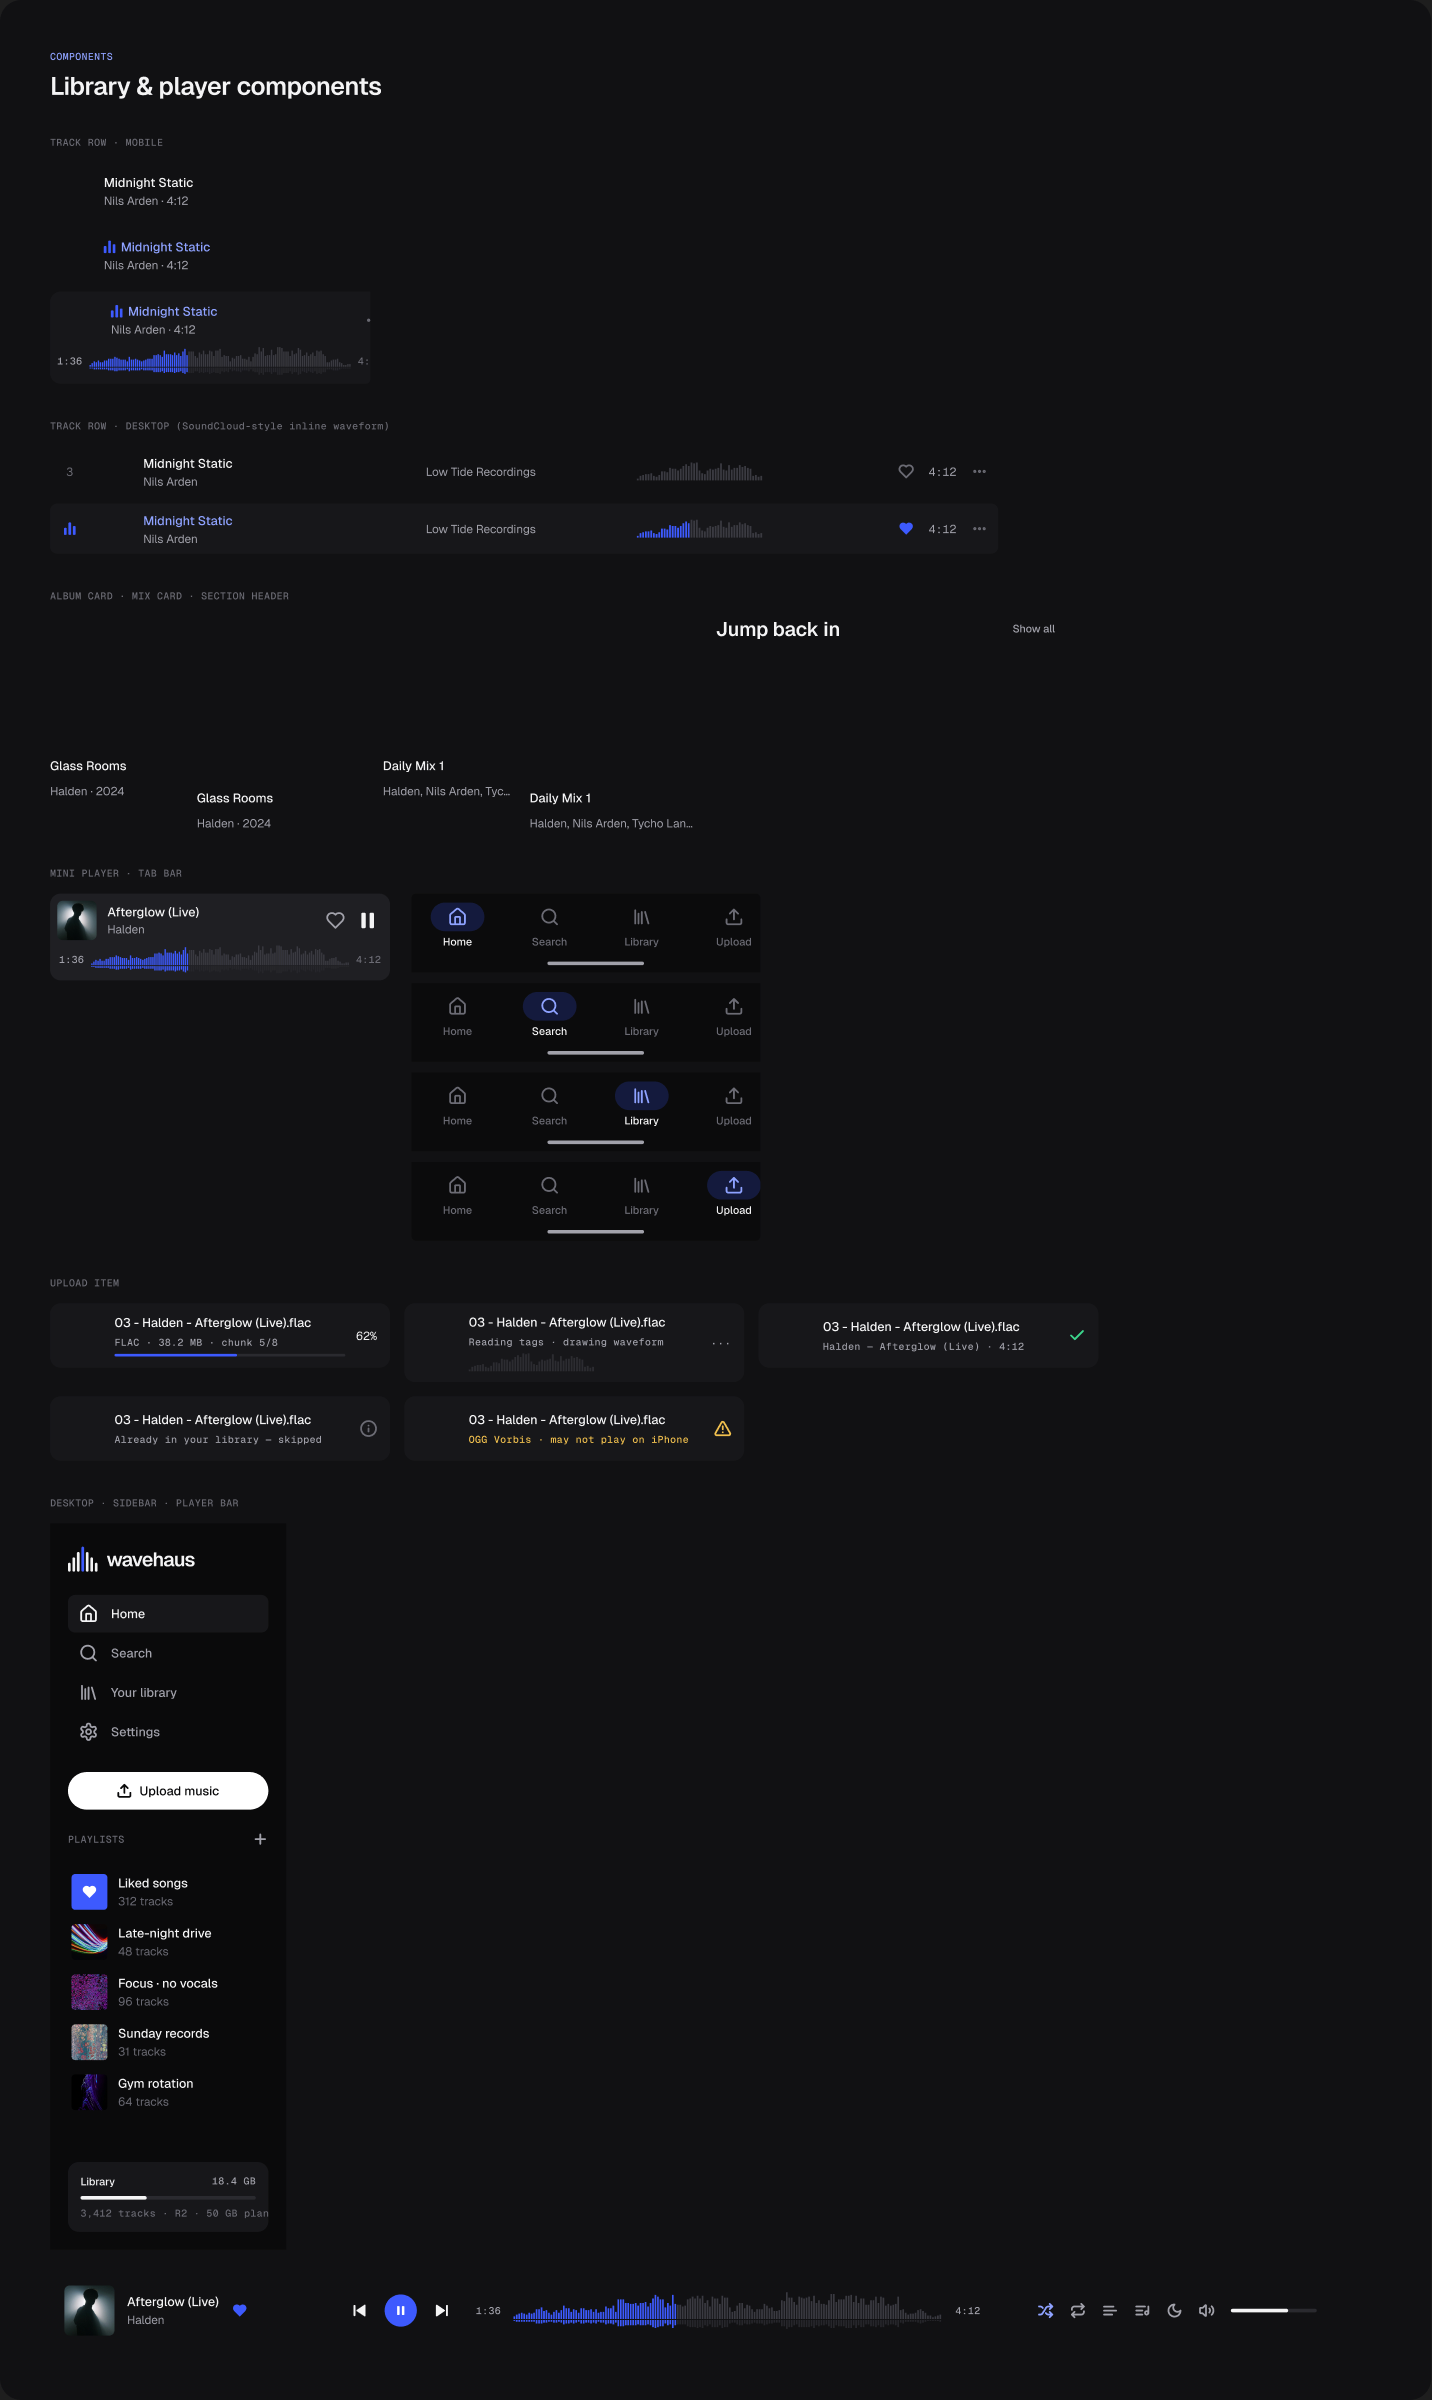 COMPONENTS
Library & player components
TRACK ROW · MOBILE
Midnight Static
Nils Arden · 4:12
Midnight Static
Nils Arden · 4:12
Midnight Static
Nils Arden · 4:12
1:36 4:
TRACK ROW · DESKTOP (SoundCloud-style inline waveform)
3 Midnight Static Low Tide Recordings 4:12
Nils Arden
Midnight Static Low Tide Recordings 4:12
Nils Arden
ALBUM CARD · MIX CARD · SECTION HEADER
Jump back in Show all
Glass Rooms
Halden · 2024
Glass Rooms
Halden · 2024
Daily Mix 1
Halden, Nils Arden, Tyc...
Daily Mix 1
Halden, Nils Arden, Tycho Lan...
MINI PLAYER · TAB BAR
Afterglow (Live)
Halden
1:36 4:12
Home Search Library Upload
Home Search Library Upload
Home Search Library Upload
Home Search Library Upload
UPLOAD ITEM
03 - Halden - Afterglow (Live).flac
FLAC · 38.2 MB · chunk 5/8
62%
03 - Halden - Afterglow (Live).flac
Reading tags · drawing waveform
...
03 - Halden - Afterglow (Live).flac
Halden — Afterglow (Live) · 4:12
03 - Halden - Afterglow (Live).flac
Already in your library — skipped
03 - Halden - Afterglow (Live).flac
OGG Vorbis · may not play on iPhone
DESKTOP · SIDEBAR · PLAYER BAR
wavehaus
Home
Search
Your library
Settings
Upload music
PLAYLISTS
Liked songs
312 tracks
Late-night drive
48 tracks
Focus · no vocals
96 tracks
Sunday records
31 tracks
Gym rotation
64 tracks
Library 18.4 GB
3,412 tracks · R2 · 50 GB plan
Afterglow (Live)
Halden
1:36 4:12